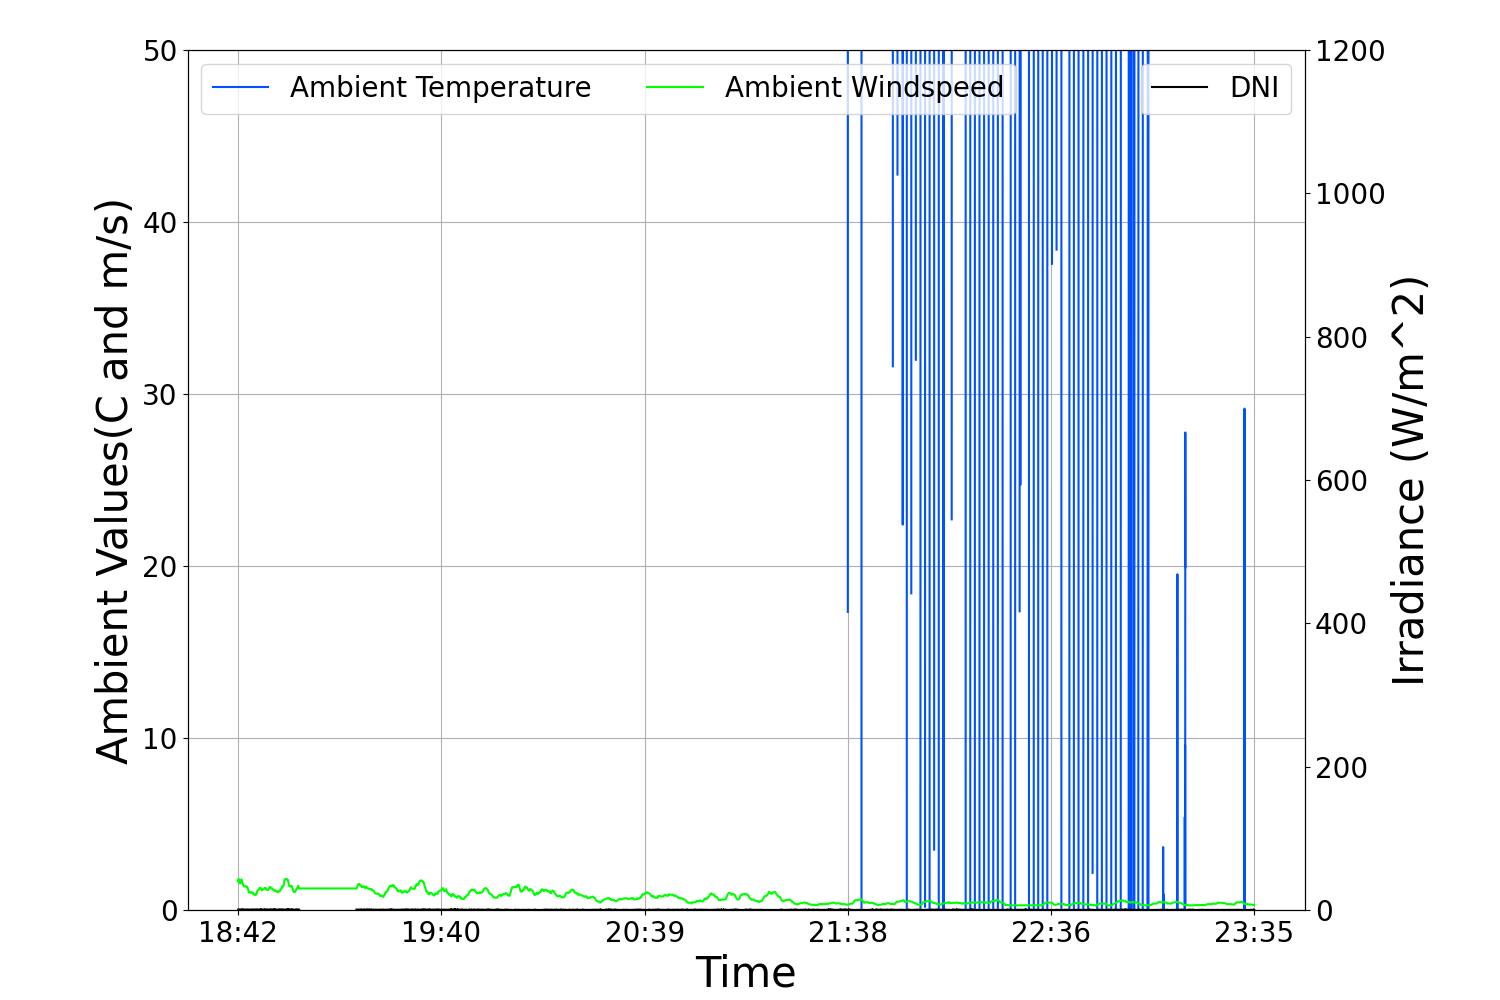 Ambient Temperature
Ambient Windspeed
DNI
Ambient Values(C and m/s)
50
40
30
20
10
0
1200
1000
800
600
400
200
0
Irradiance (W/m^2)
18:42 19:40 20:39 21:38 22:36 23:35
Time